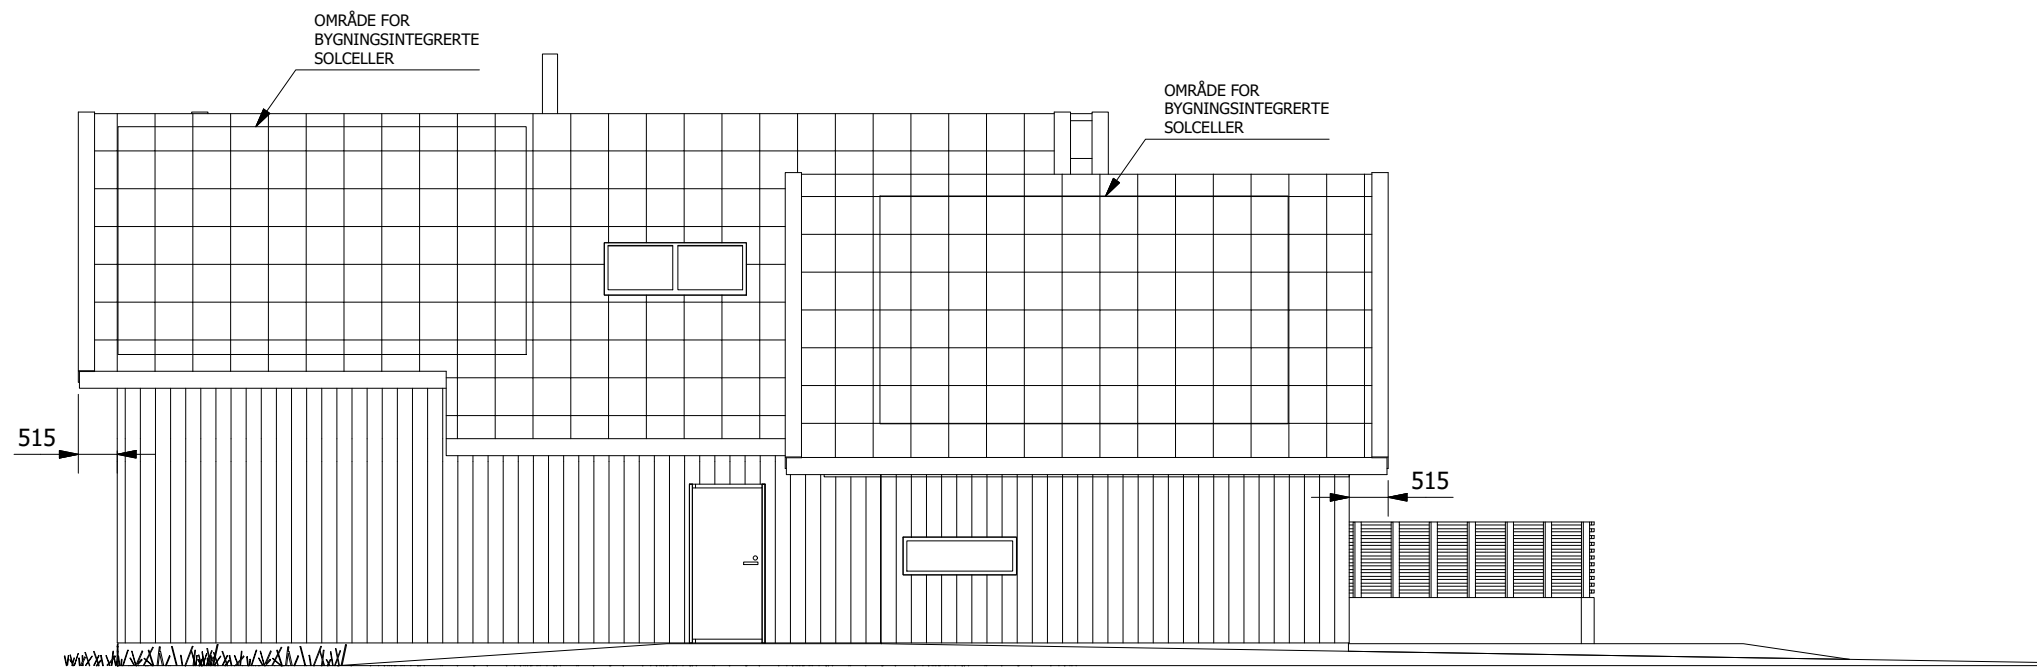 OMRÅDE FOR
BYGNINGSINTEGRERTE
SOLCELLER
OMRÅDE FOR
BYGNINGSINTEGRERTE
SOLCELLER
515
515